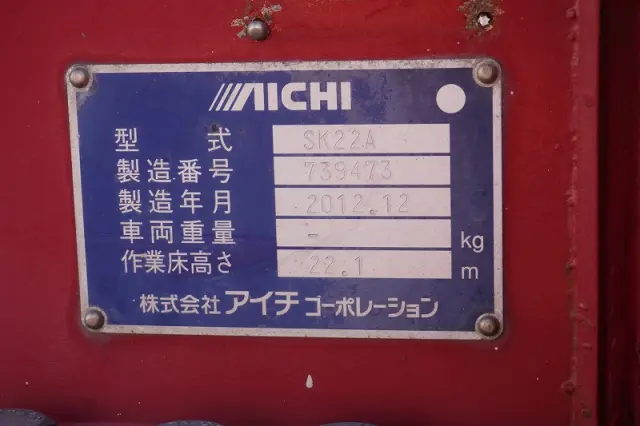 AICHI
型式 SK22A
製造番号 739473
製造年月 2012.12
車両重量 - kg
作業床高さ 22.1 m
株式会社 アイチ コーポレーション